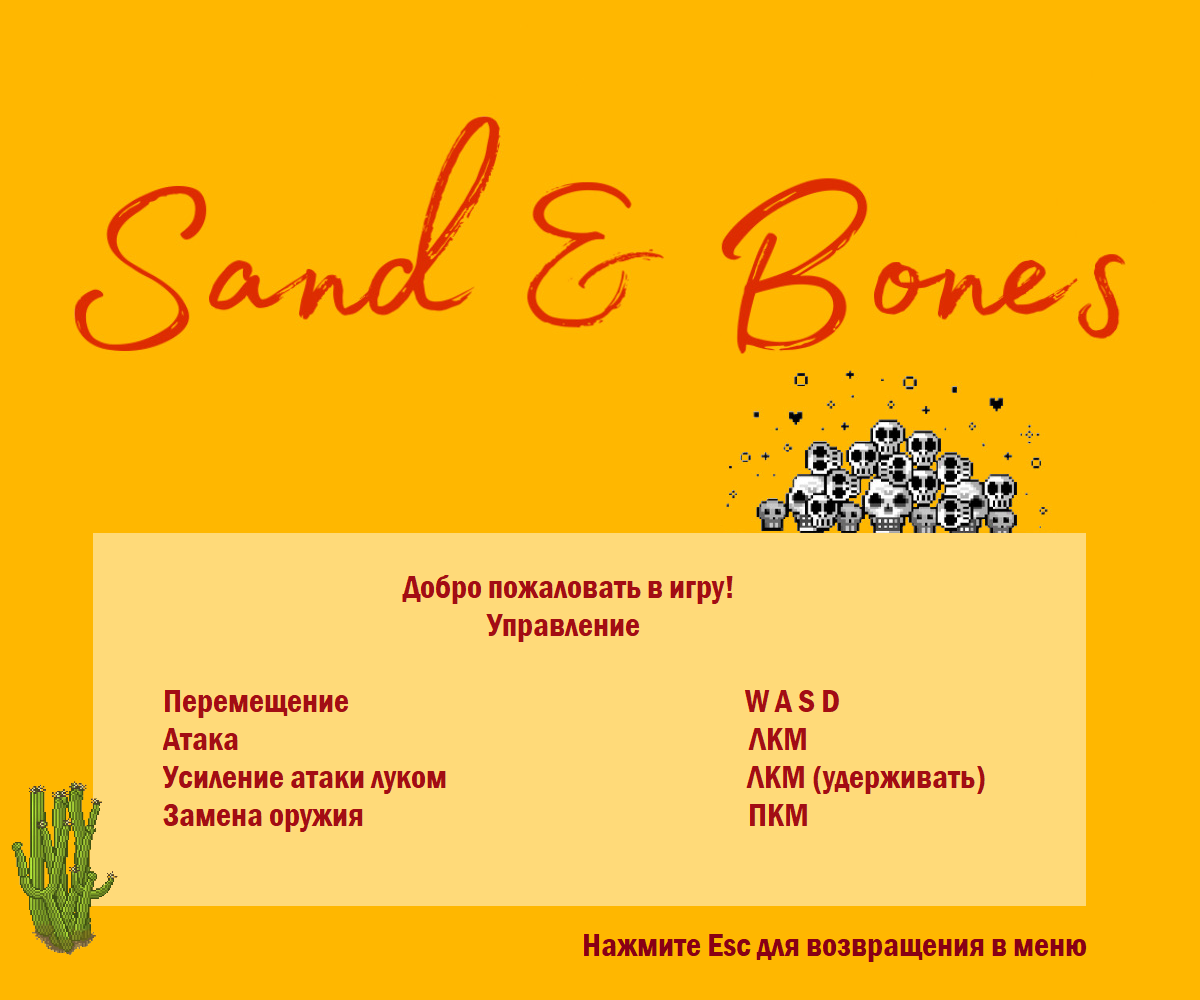 Sand & Bones
Добро пожаловать в игру!
Управление
Перемещение W A S D
Атака ЛКМ
Усиление атаки луком ЛКМ (удерживать)
Замена оружия ПКМ
Нажмите Esc для возвращения в меню